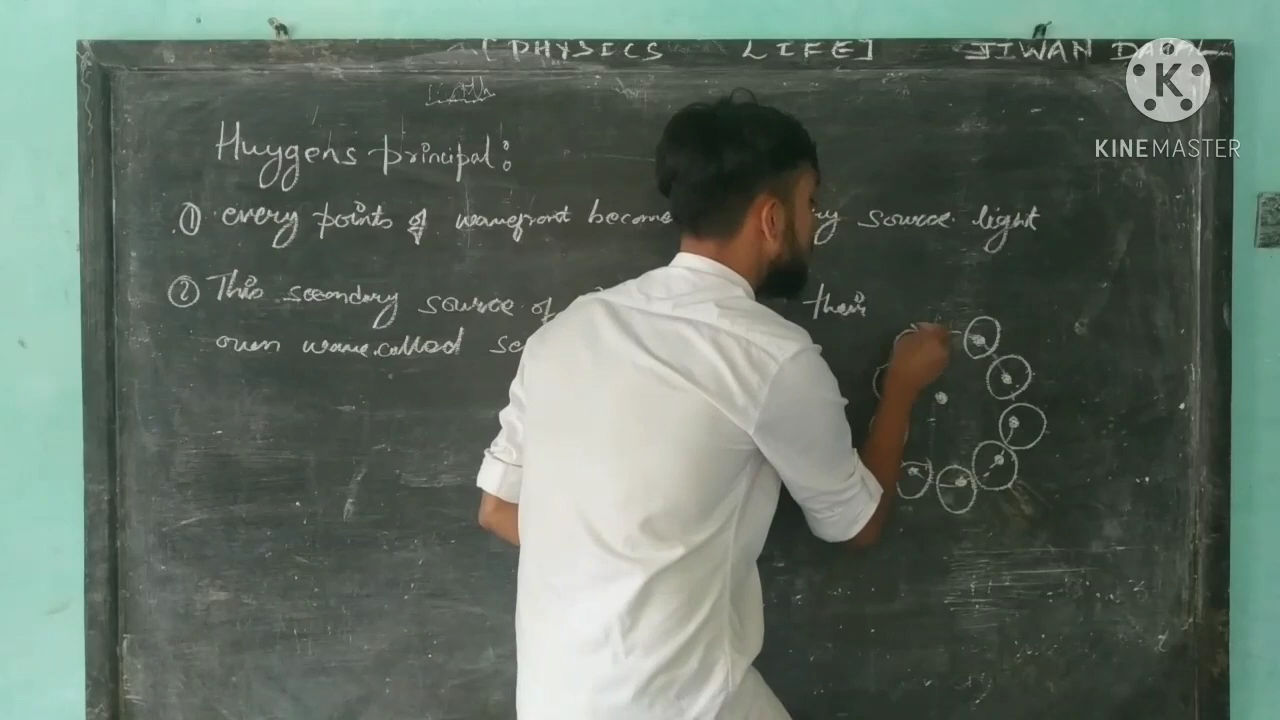 [PHYSICS LIFE] JIWAN
KINEMASTER
Huygens principal:
① every points of wavefront become source light
② This secondary source of their
own wave called